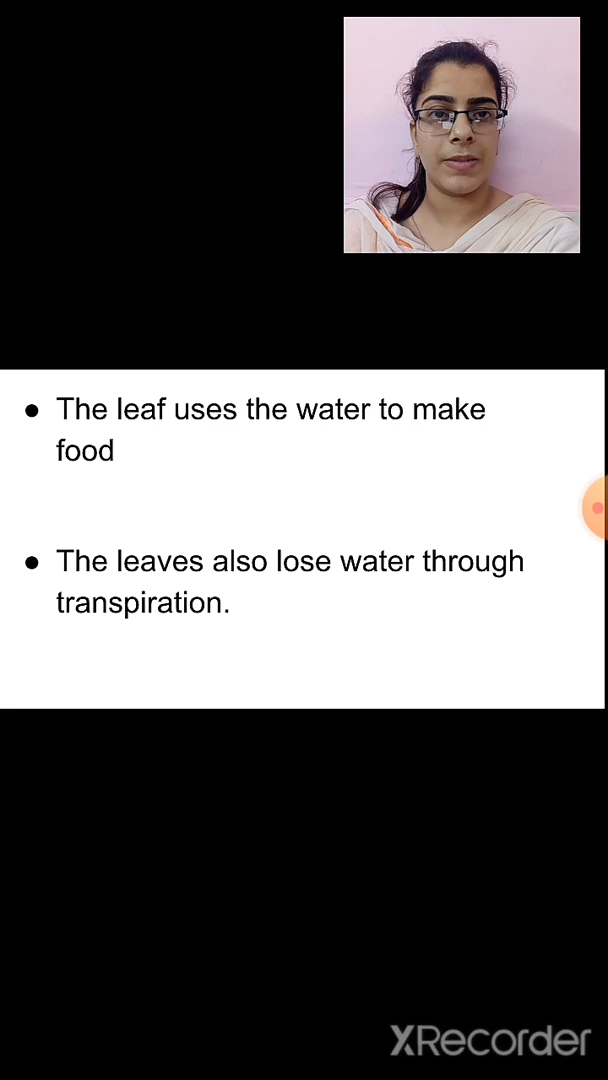 ● The leaf uses the water to make
food
● The leaves also lose water through
transpiration.
XRecorder